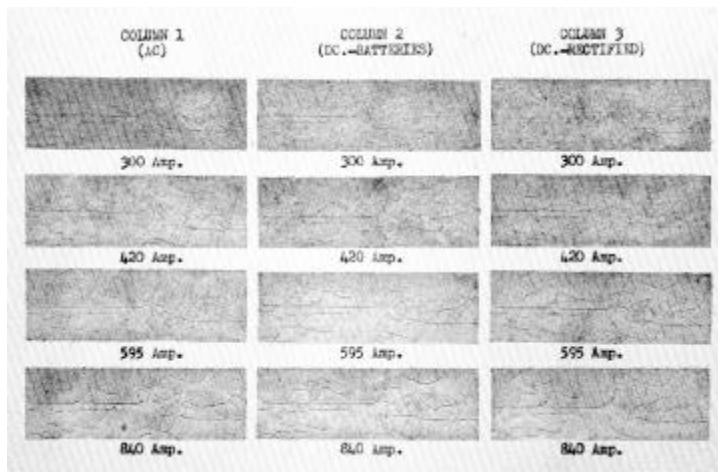 COLUMN 1
(AC)
COLUMN 2
(DC.-BATTERIES)
COLUMN 3
(DC.-RECTIFIED)
300 Amp.
300 Amp.
300 Amp.
420 Amp.
420 Amp.
420 Amp.
595 Amp.
595 Amp.
595 Amp.
840 Amp.
840 Amp.
840 Amp.